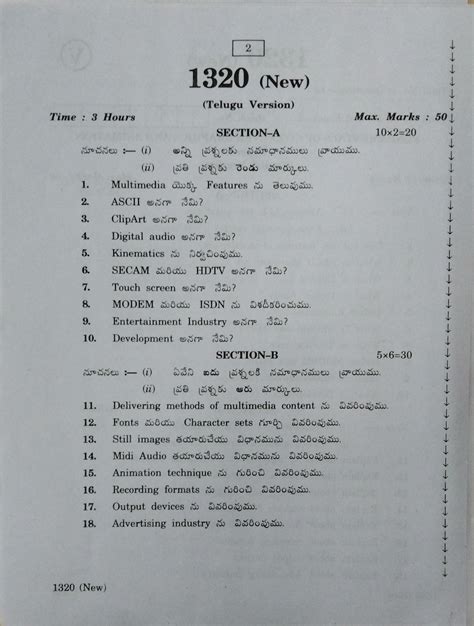 2
1320 (New)
(Telugu Version)
Time : 3 Hours Max. Marks : 50
SECTION–A 10×2=20
సూచనలు :— (i) అన్ని ప్రశ్నలకు సమాధానములు వ్రాయుము.
(ii) ప్రతి ప్రశ్నకు రెండు మార్కులు.
1. Multimedia యొక్క Features ను తెలుపుము.
2. ASCII అనగా నేమి?
3. ClipArt అనగా నేమి?
4. Digital audio అనగా నేమి?
5. Kinematics ను నిర్వచింపుము.
6. SECAM మరియు HDTV అనగా నేమి?
7. Touch screen అనగా నేమి?
8. MODEM మరియు ISDN ను విశదీకరించుము.
9. Entertainment Industry అనగా నేమి?
10. Development అనగా నేమి?
SECTION–B 5×6=30
సూచనలు :— (i) ఏవేని ఐదు ప్రశ్నలకి సమాధానములు వ్రాయుము.
(ii) ప్రతి ప్రశ్నకు ఆరు మార్కులు.
11. Delivering methods of multimedia content ను వివరింపుము.
12. Fonts మరియు Character sets గూర్చి వివరింపుము.
13. Still images తయారుచేయు విధానమును వివరింపుము.
14. Midi Audio తయారుచేయు విధానమును వివరింపుము.
15. Animation technique ను గురించి వివరింపుము.
16. Recording formats ను గురించి వివరింపుము.
17. Output devices ను వివరింపుము.
18. Advertising industry ను వివరింపుము.
1320 (New)